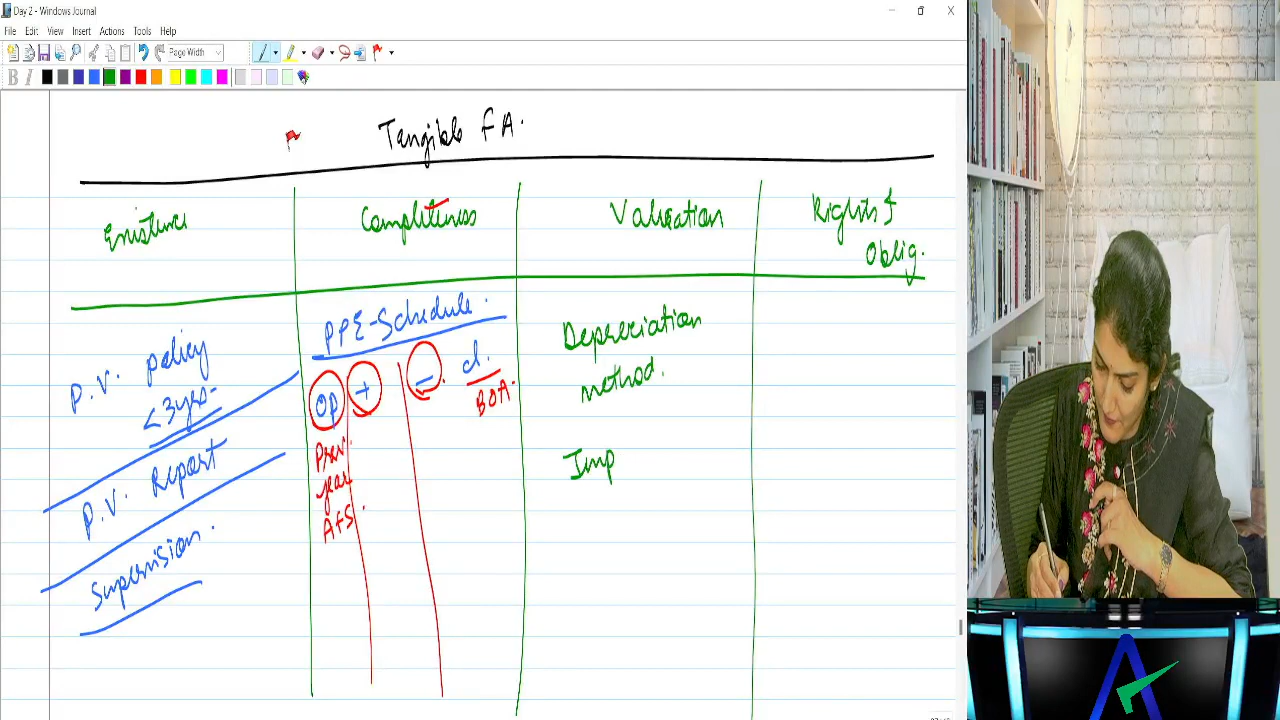 Day 2 - Windows Journal
File Edit View Insert Actions Tools Help
Page Width
B I
Tangible FA.
Existence
Completeness
Valuation
Rights &
Oblig.
P.V. policy
<3yrs-
P.V. Report
Supervision.
PPE-Schedule.
Op + - cl.
BOA.
Prev.
year
AFS.
Depreciation
method.
Imp